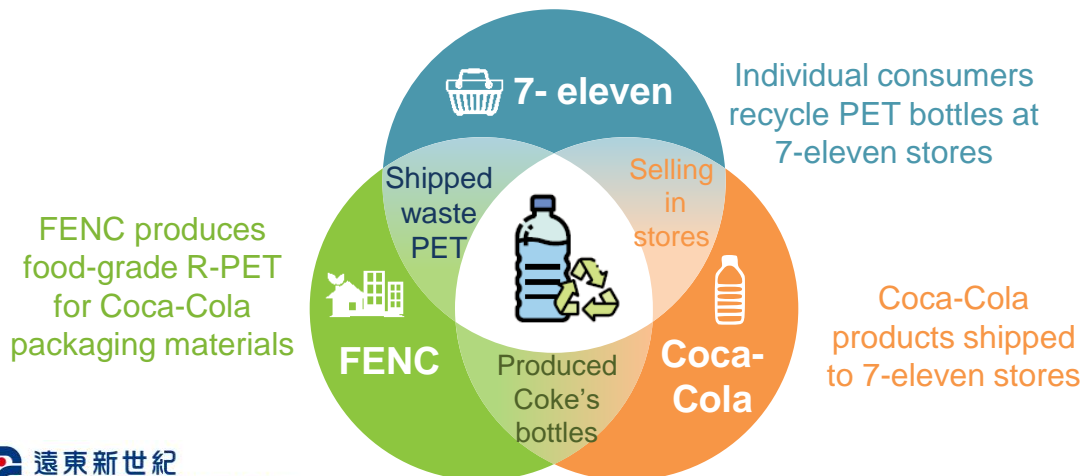 7- eleven
Individual consumers
recycle PET bottles at
7-eleven stores
Shipped
waste
PET
Selling
in
stores
FENC produces
food-grade R-PET
for Coca-Cola
packaging materials
FENC
Coca-
Cola
Coca-Cola
products shipped
to 7-eleven stores
Produced
Coke's
bottles
遠東新世紀